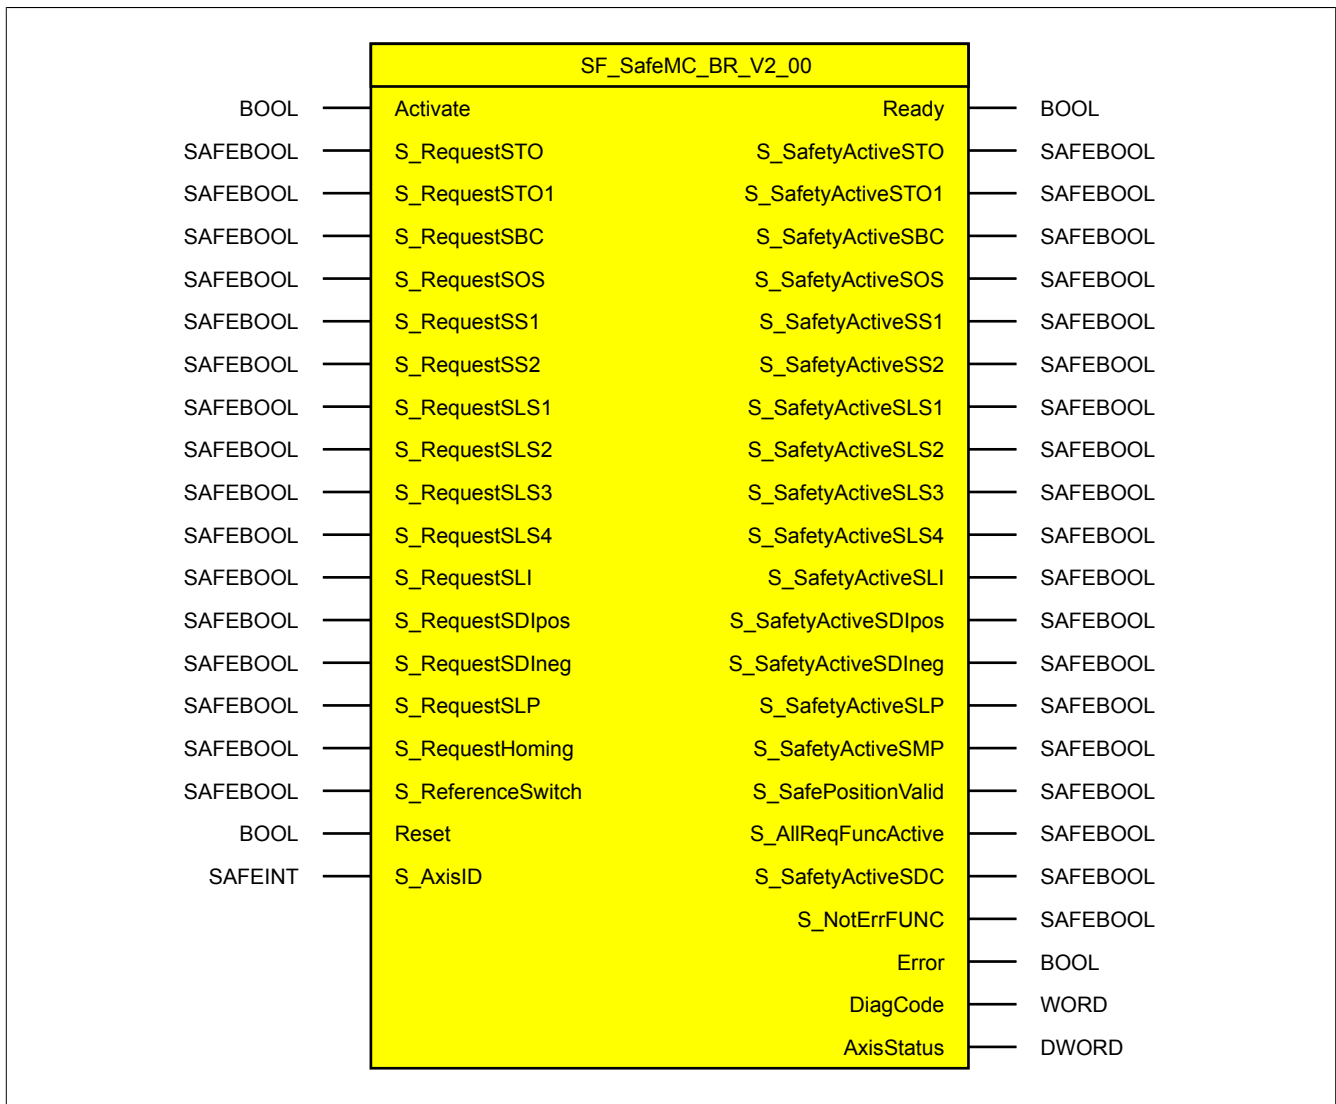 SF_SafeMC_BR_V2_00
BOOL Activate Ready BOOL
SAFEBOOL S_RequestSTO S_SafetyActiveSTO SAFEBOOL
SAFEBOOL S_RequestSTO1 S_SafetyActiveSTO1 SAFEBOOL
SAFEBOOL S_RequestSBC S_SafetyActiveSBC SAFEBOOL
SAFEBOOL S_RequestSOS S_SafetyActiveSOS SAFEBOOL
SAFEBOOL S_RequestSS1 S_SafetyActiveSS1 SAFEBOOL
SAFEBOOL S_RequestSS2 S_SafetyActiveSS2 SAFEBOOL
SAFEBOOL S_RequestSLS1 S_SafetyActiveSLS1 SAFEBOOL
SAFEBOOL S_RequestSLS2 S_SafetyActiveSLS2 SAFEBOOL
SAFEBOOL S_RequestSLS3 S_SafetyActiveSLS3 SAFEBOOL
SAFEBOOL S_RequestSLS4 S_SafetyActiveSLS4 SAFEBOOL
SAFEBOOL S_RequestSLI S_SafetyActiveSLI SAFEBOOL
SAFEBOOL S_RequestSDIpos S_SafetyActiveSDIpos SAFEBOOL
SAFEBOOL S_RequestSDIneg S_SafetyActiveSDIneg SAFEBOOL
SAFEBOOL S_RequestSLP S_SafetyActiveSLP SAFEBOOL
SAFEBOOL S_RequestHoming S_SafetyActiveSMP SAFEBOOL
SAFEBOOL S_ReferenceSwitch S_SafePositionValid SAFEBOOL
BOOL Reset S_AllReqFuncActive SAFEBOOL
SAFEINT S_AxisID S_SafetyActiveSDC SAFEBOOL
S_NotErrFUNC SAFEBOOL
Error BOOL
DiagCode WORD
AxisStatus DWORD